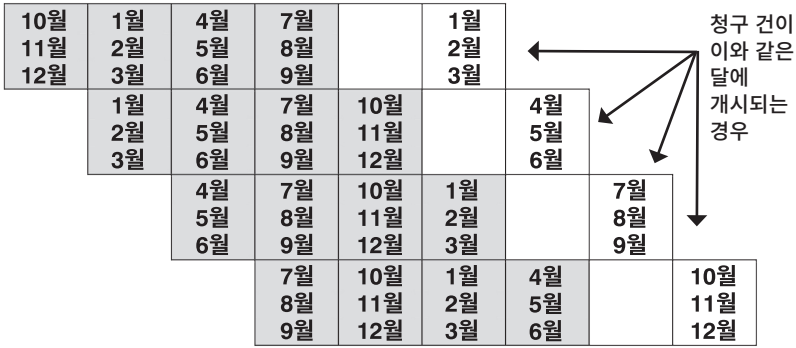 10월 1월 4월 7월 1월
11월 2월 5월 8월 2월
12월 3월 6월 9월 3월
1월 4월 7월 10월 4월
2월 5월 8월 11월 5월
3월 6월 9월 12월 6월
4월 7월 10월 1월 7월
5월 8월 11월 2월 8월
6월 9월 12월 3월 9월
7월 10월 1월 4월 10월
8월 11월 2월 5월 11월
9월 12월 3월 6월 12월
청구 건이
이와 같은
달에
개시되는
경우